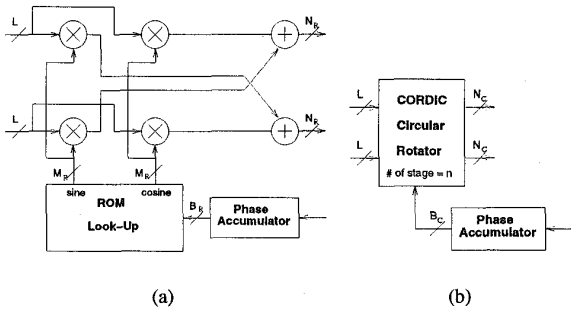 L
N_R
L
N_R
M_R
M_R
sine
cosine
ROM
Look-Up
B_R
Phase
Accumulator
(a)
L
CORDIC
N_C
Circular
L
Rotator
N_C
# of stage = n
B_C
Phase
Accumulator
(b)